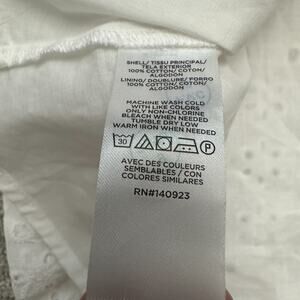 SHELL/TISSU PRINCIPAL/
TELA EXTERIOR
100% COTTON/ COTON/
ALGODON
LINING/ DOUBLURE/ FORRO
100% COTTON/ COTON/
ALGODON
MACHINE WASH COLD
WITH LIKE COLORS
ONLY NON-CHLORINE
BLEACH WHEN NEEDED
TUMBLE DRY LOW
WARM IRON WHEN NEEDED
30 P
AVEC DES COULEURS
SEMBLABLES / CON
COLORES SIMILARES
RN#140923